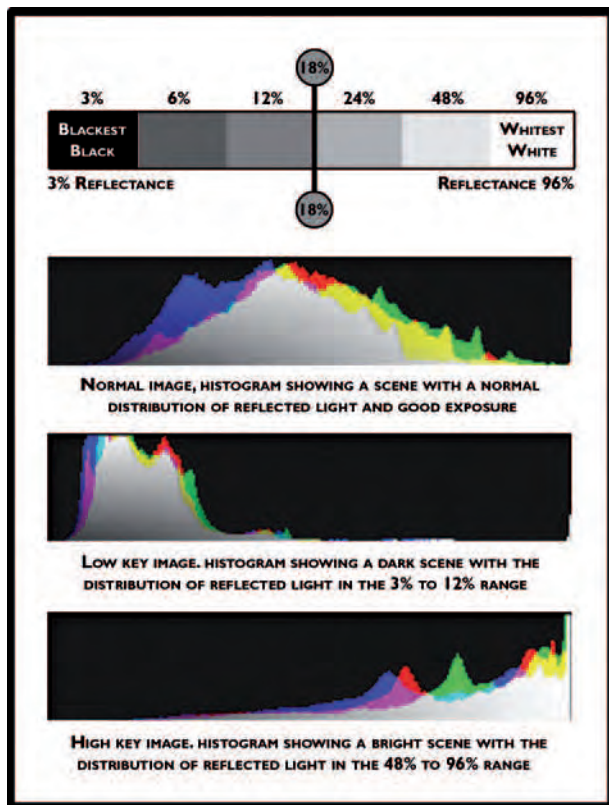 18%
3% 6% 12% 24% 48% 96%
BLACKEST
BLACK
WHITEST
WHITE
3% REFLECTANCE
REFLECTANCE 96%
18%
NORMAL IMAGE, HISTOGRAM SHOWING A SCENE WITH A NORMAL
DISTRIBUTION OF REFLECTED LIGHT AND GOOD EXPOSURE
LOW KEY IMAGE. HISTOGRAM SHOWING A DARK SCENE WITH THE
DISTRIBUTION OF REFLECTED LIGHT IN THE 3% TO 12% RANGE
HIGH KEY IMAGE. HISTOGRAM SHOWING A BRIGHT SCENE WITH THE
DISTRIBUTION OF REFLECTED LIGHT IN THE 48% TO 96% RANGE